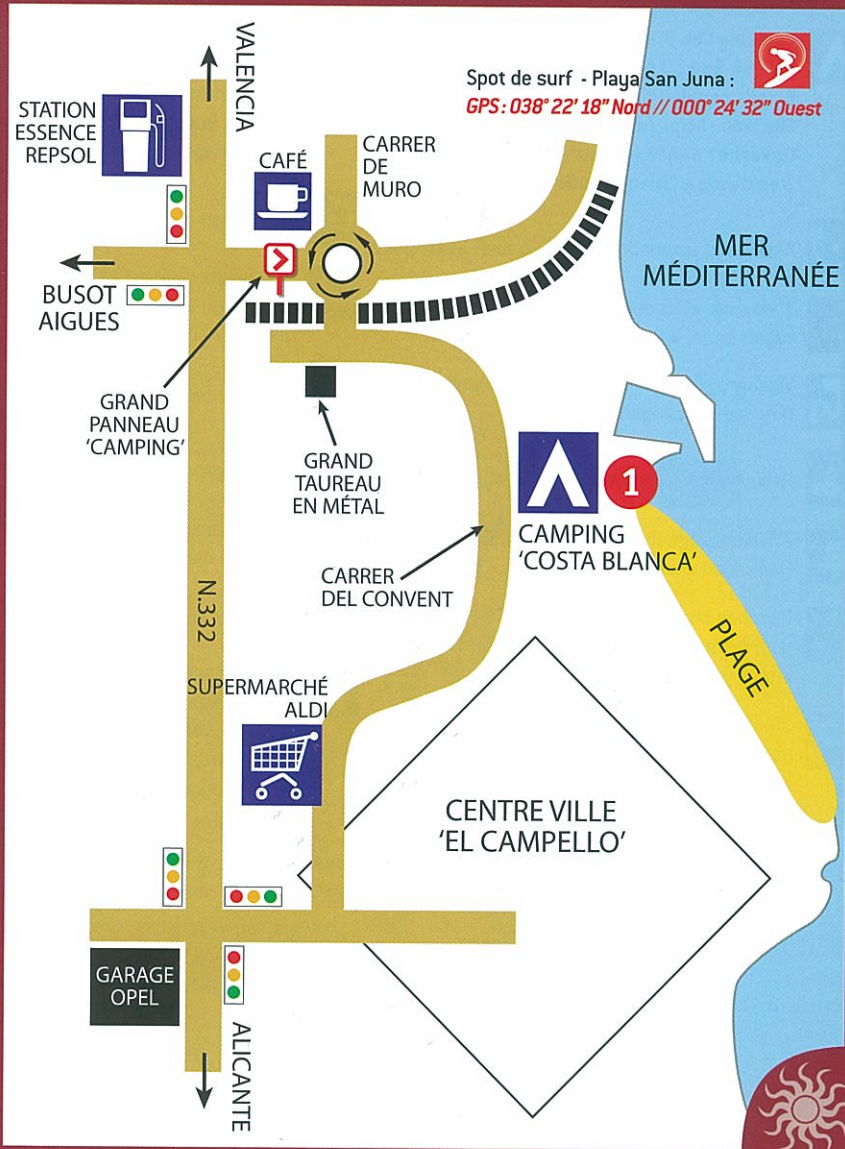 VALENCIA
Spot de surf - Playa San Juna :
GPS : 038° 22' 18" Nord // 000° 24' 32" Ouest
STATION
ESSENCE
REPSOL
CAFÉ
CARRER
DE
MURO
MER
MÉDITERRANÉE
BUSOT
AIGUES
GRAND
PANNEAU
'CAMPING'
GRAND
TAUREAU
EN MÉTAL
1
CAMPING
'COSTA BLANCA'
CARRER
DEL CONVENT
N.332
PLAGE
SUPERMARCHÉ
ALDI
CENTRE VILLE
'EL CAMPELLO'
GARAGE
OPEL
ALICANTE